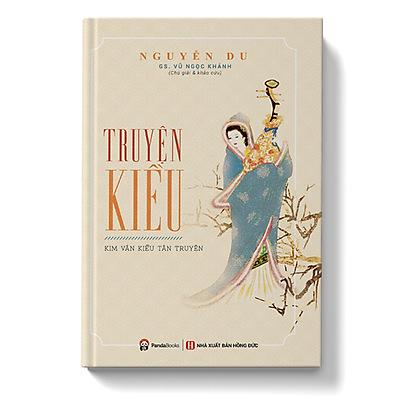 NGUYỄN DU
GS. VŨ NGỌC KHÁNH
(Chú giải & khảo cứu)
TRUYỆN
KIỀU
KIM VÂN KIỀU TÂN TRUYỆN
PandaBooks
NHÀ XUẤT BẢN HỒNG ĐỨC